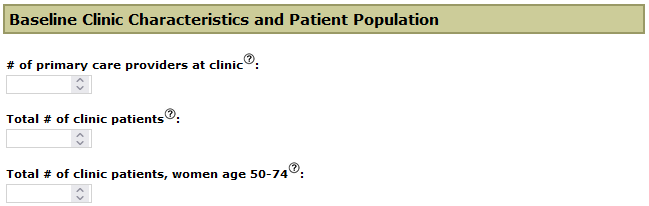 Baseline Clinic Characteristics and Patient Population
# of primary care providers at clinic?:
Total # of clinic patients?:
Total # of clinic patients, women age 50-74?: